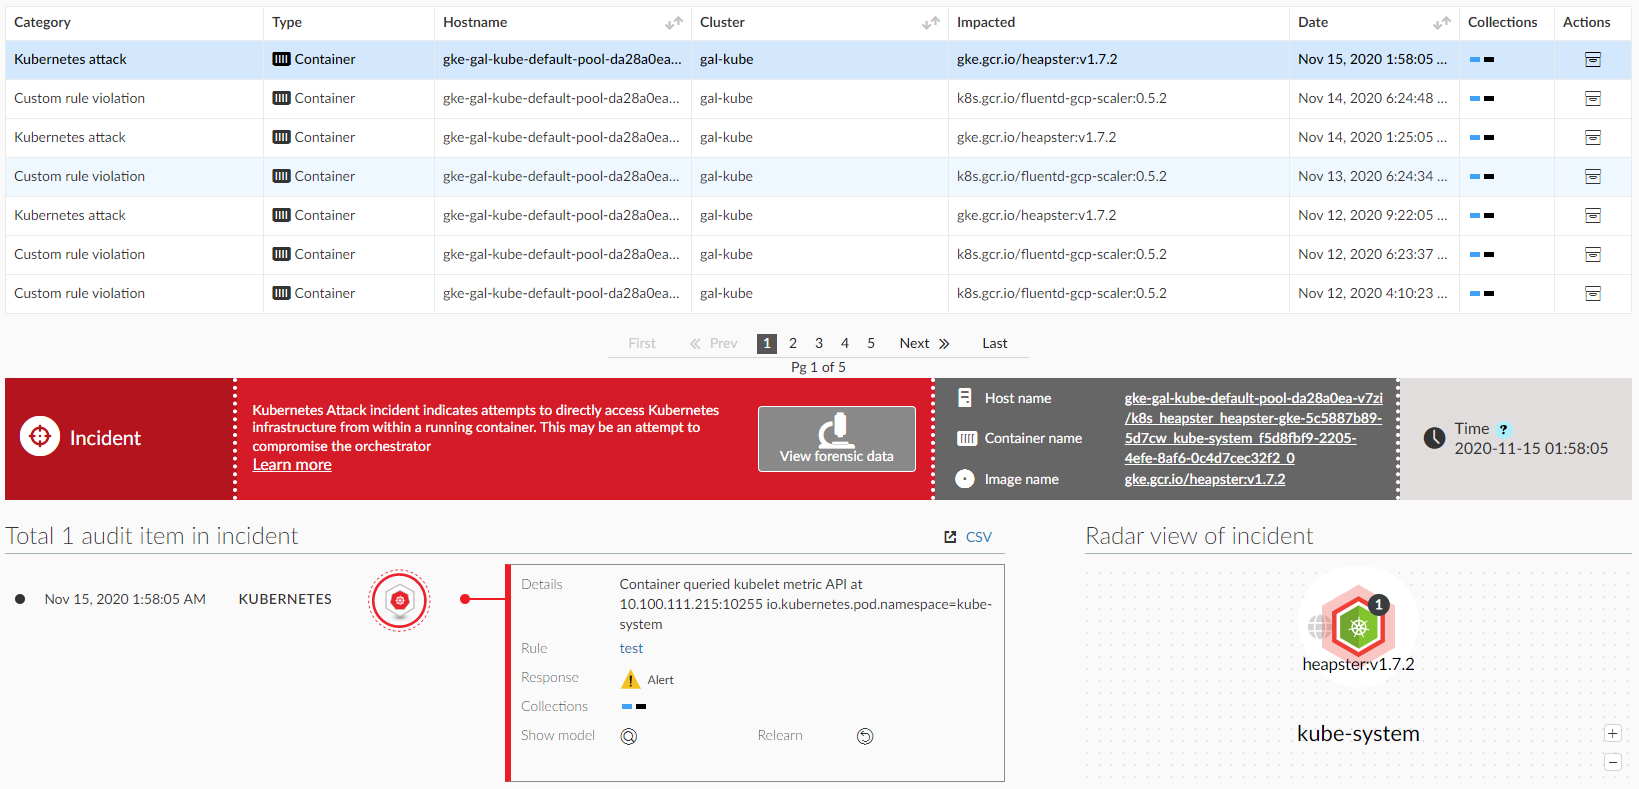 Category Type Hostname Cluster Impacted Date Collections Actions
Kubernetes attack Container gke-gal-kube-default-pool-da28a0ea... gal-kube gke.gcr.io/heapster:v1.7.2 Nov 15, 2020 1:58:05 ...
Custom rule violation Container gke-gal-kube-default-pool-da28a0ea... gal-kube k8s.gcr.io/fluentd-gcp-scaler:0.5.2 Nov 14, 2020 6:24:48 ...
Kubernetes attack Container gke-gal-kube-default-pool-da28a0ea... gal-kube gke.gcr.io/heapster:v1.7.2 Nov 14, 2020 1:25:05 ...
Custom rule violation Container gke-gal-kube-default-pool-da28a0ea... gal-kube k8s.gcr.io/fluentd-gcp-scaler:0.5.2 Nov 13, 2020 6:24:34 ...
Kubernetes attack Container gke-gal-kube-default-pool-da28a0ea... gal-kube gke.gcr.io/heapster:v1.7.2 Nov 12, 2020 9:22:05 ...
Custom rule violation Container gke-gal-kube-default-pool-da28a0ea... gal-kube k8s.gcr.io/fluentd-gcp-scaler:0.5.2 Nov 12, 2020 6:23:37 ...
Custom rule violation Container gke-gal-kube-default-pool-da28a0ea... gal-kube k8s.gcr.io/fluentd-gcp-scaler:0.5.2 Nov 12, 2020 4:10:23 ...
First « Prev 1 2 3 4 5 Next » Last
Pg 1 of 5
Incident
Kubernetes Attack incident indicates attempts to directly access Kubernetes
infrastructure from within a running container. This may be an attempt to
compromise the orchestrator
Learn more
View forensic data
Host name gke-gal-kube-default-pool-da28a0ea-v7zi
Container name /k8s_heapster_heapster-gke-5c5887b89-
5d7cw_kube-system_f5d8fbf9-2205-
4efe-8af6-0c4d7cec32f2_0
Image name gke.gcr.io/heapster:v1.7.2
Time ?
2020-11-15 01:58:05
Total 1 audit item in incident
CSV
Nov 15, 2020 1:58:05 AM KUBERNETES
Details Container queried kubelet metric API at
10.100.111.215:10255 io.kubernetes.pod.namespace=kube-
system
Rule test
Response Alert
Collections
Show model Relearn
Radar view of incident
1
heapster:v1.7.2
kube-system
+
−